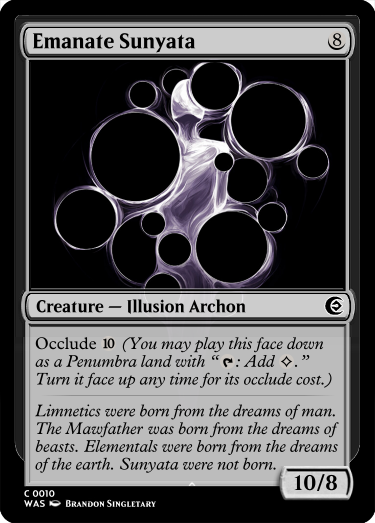 Emanate Sunyata 8
Creature — Illusion Archon
Occlude 10 (You may play this face down
as a Penumbra land with “: Add .”
Turn it face up any time for its occlude cost.)
Limnetics were born from the dreams of man.
The Mawfather was born from the dreams of
beasts. Elementals were born from the dreams
of the earth. Sunyata were not born.
10/8
C 0010
WAS Brandon Singletary